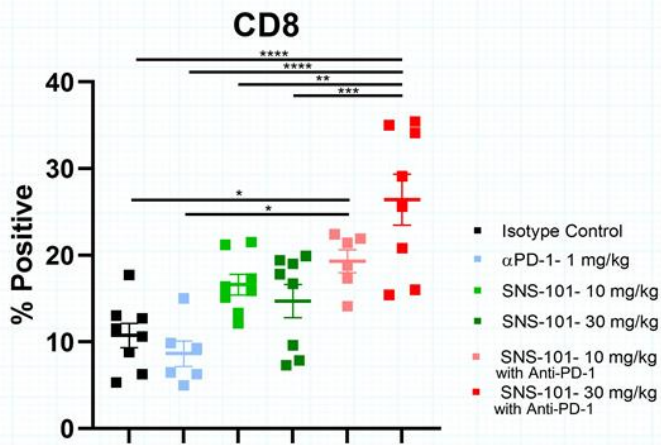 CD8
****
****
**
***
40
*
*
30
20
10
0
% Positive
Isotype Control
αPD-1- 1 mg/kg
SNS-101- 10 mg/kg
SNS-101- 30 mg/kg
SNS-101- 10 mg/kg
with Anti-PD-1
SNS-101- 30 mg/kg
with Anti-PD-1